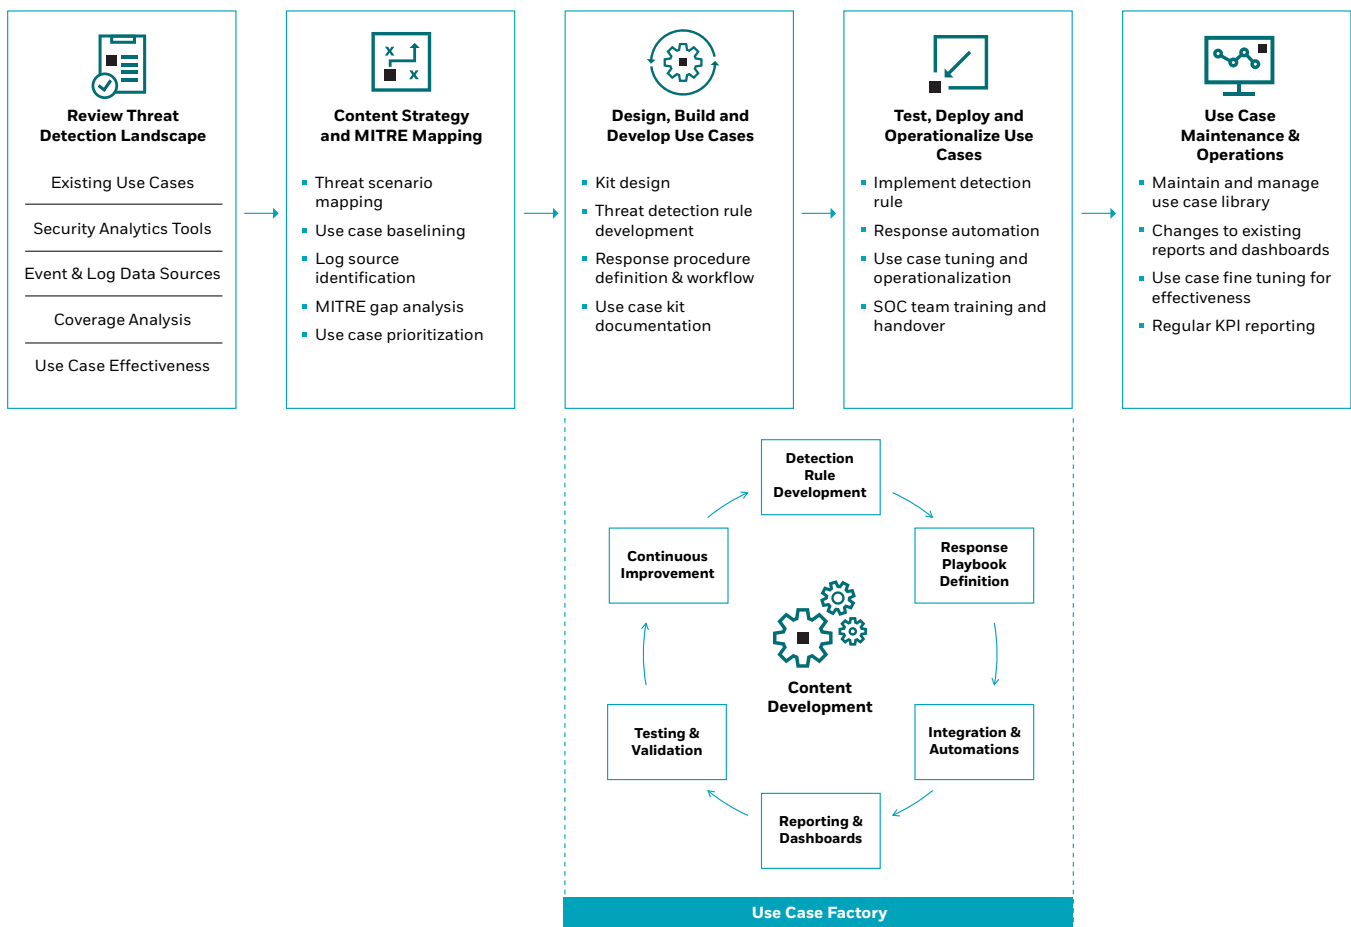 Review Threat
Detection Landscape
Existing Use Cases
Security Analytics Tools
Event & Log Data Sources
Coverage Analysis
Use Case Effectiveness
x
x
Content Strategy
and MITRE Mapping
Threat scenario
mapping
Use case baselining
Log source
identification
MITRE gap analysis
Use case prioritization
Design, Build and
Develop Use Cases
Kit design
Threat detection rule
development
Response procedure
definition & workflow
Use case kit
documentation
Test, Deploy and
Operationalize Use
Cases
Implement detection
rule
Response automation
Use case tuning and
operationalization
SOC team training and
handover
Use Case
Maintenance &
Operations
Maintain and manage
use case library
Changes to existing
reports and dashboards
Use case fine tuning for
effectiveness
Regular KPI reporting
Detection
Rule
Development
Response
Playbook
Definition
Integration &
Automations
Reporting &
Dashboards
Testing &
Validation
Continuous
Improvement
Content
Development
Use Case Factory